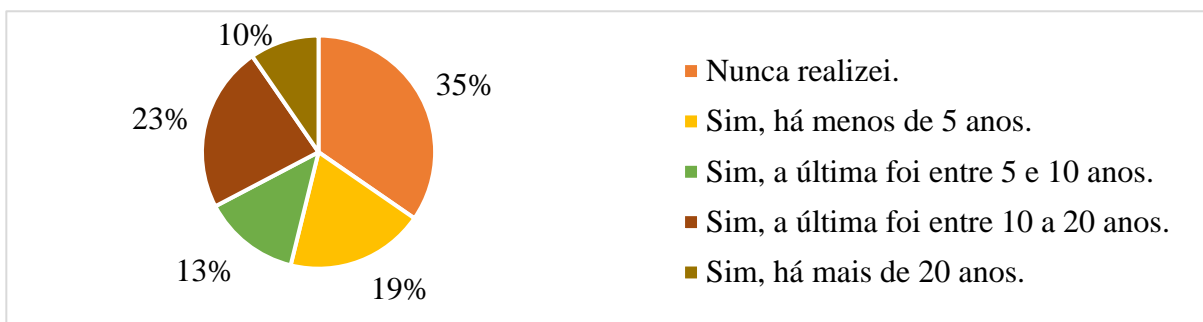 10%
35%
23%
13%
19%
Nunca realizei.
Sim, há menos de 5 anos.
Sim, a última foi entre 5 e 10 anos.
Sim, a última foi entre 10 a 20 anos.
Sim, há mais de 20 anos.